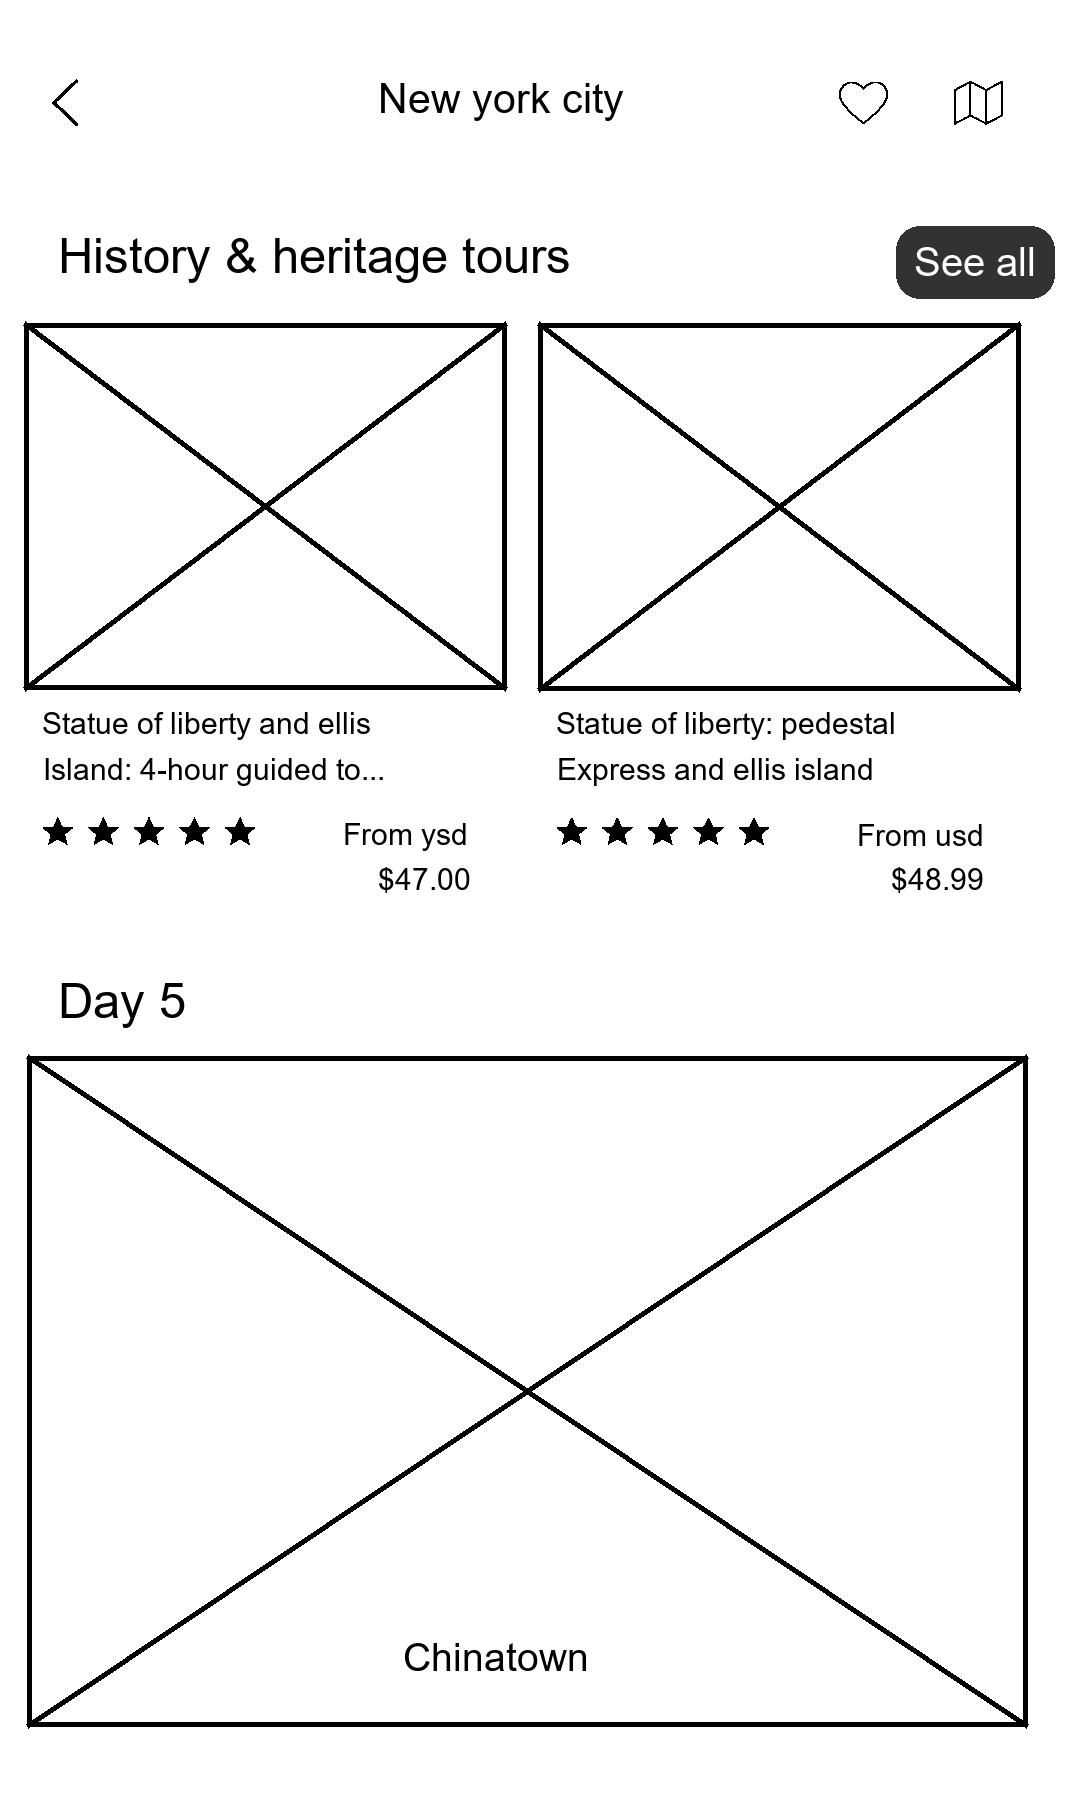 New york city
History & heritage tours
See all
Statue of liberty and ellis
Island: 4-hour guided to...
From ysd
$47.00
Statue of liberty: pedestal
Express and ellis island
From usd
$48.99
Day 5
Chinatown